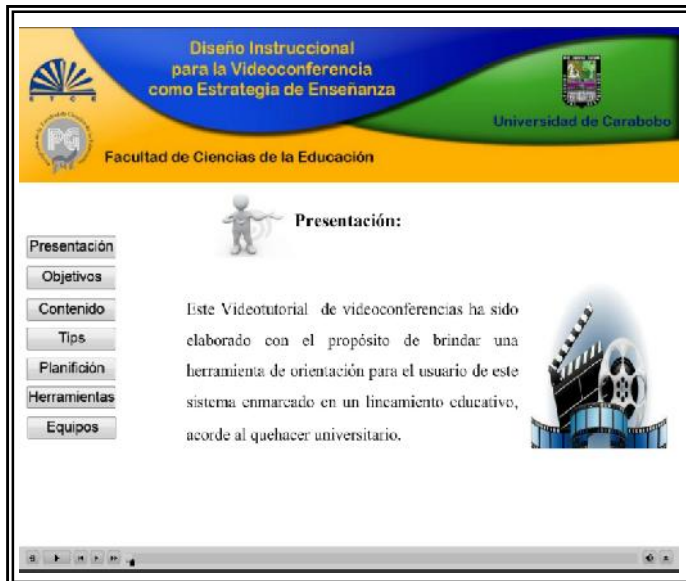 Diseño Instruccional
para la Videoconferencia
como Estrategia de Enseñanza
Universidad de Carabobo
Facultad de Ciencias de la Educación
PG
Presentación:
Presentación
Objetivos
Contenido
Tips
Planifición
Herramientas
Equipos
Este Videotutorial de videoconferencias ha sido
elaborado con el propósito de brindar una
herramienta de orientación para el usuario de este
sistema enmarcado en un lineamiento educativo,
acorde al quehacer universitario.